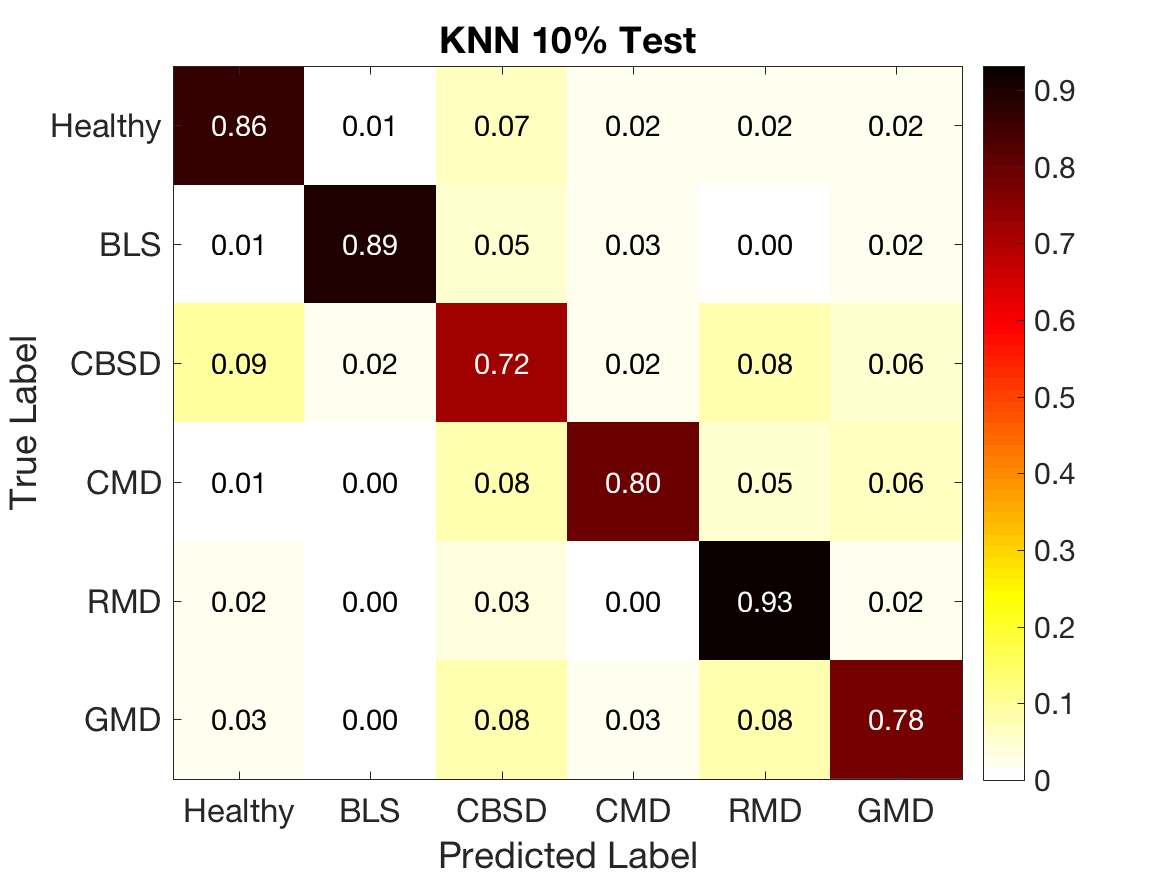 KNN 10% Test
Healthy 0.86 0.01 0.07 0.02 0.02 0.02
BLS 0.01 0.89 0.05 0.03 0.00 0.02
CBSD 0.09 0.02 0.72 0.02 0.08 0.06
CMD 0.01 0.00 0.08 0.80 0.05 0.06
RMD 0.02 0.00 0.03 0.00 0.93 0.02
GMD 0.03 0.00 0.08 0.03 0.08 0.78
Healthy BLS CBSD CMD RMD GMD
Predicted Label
True Label
0.9
0.8
0.7
0.6
0.5
0.4
0.3
0.2
0.1
0